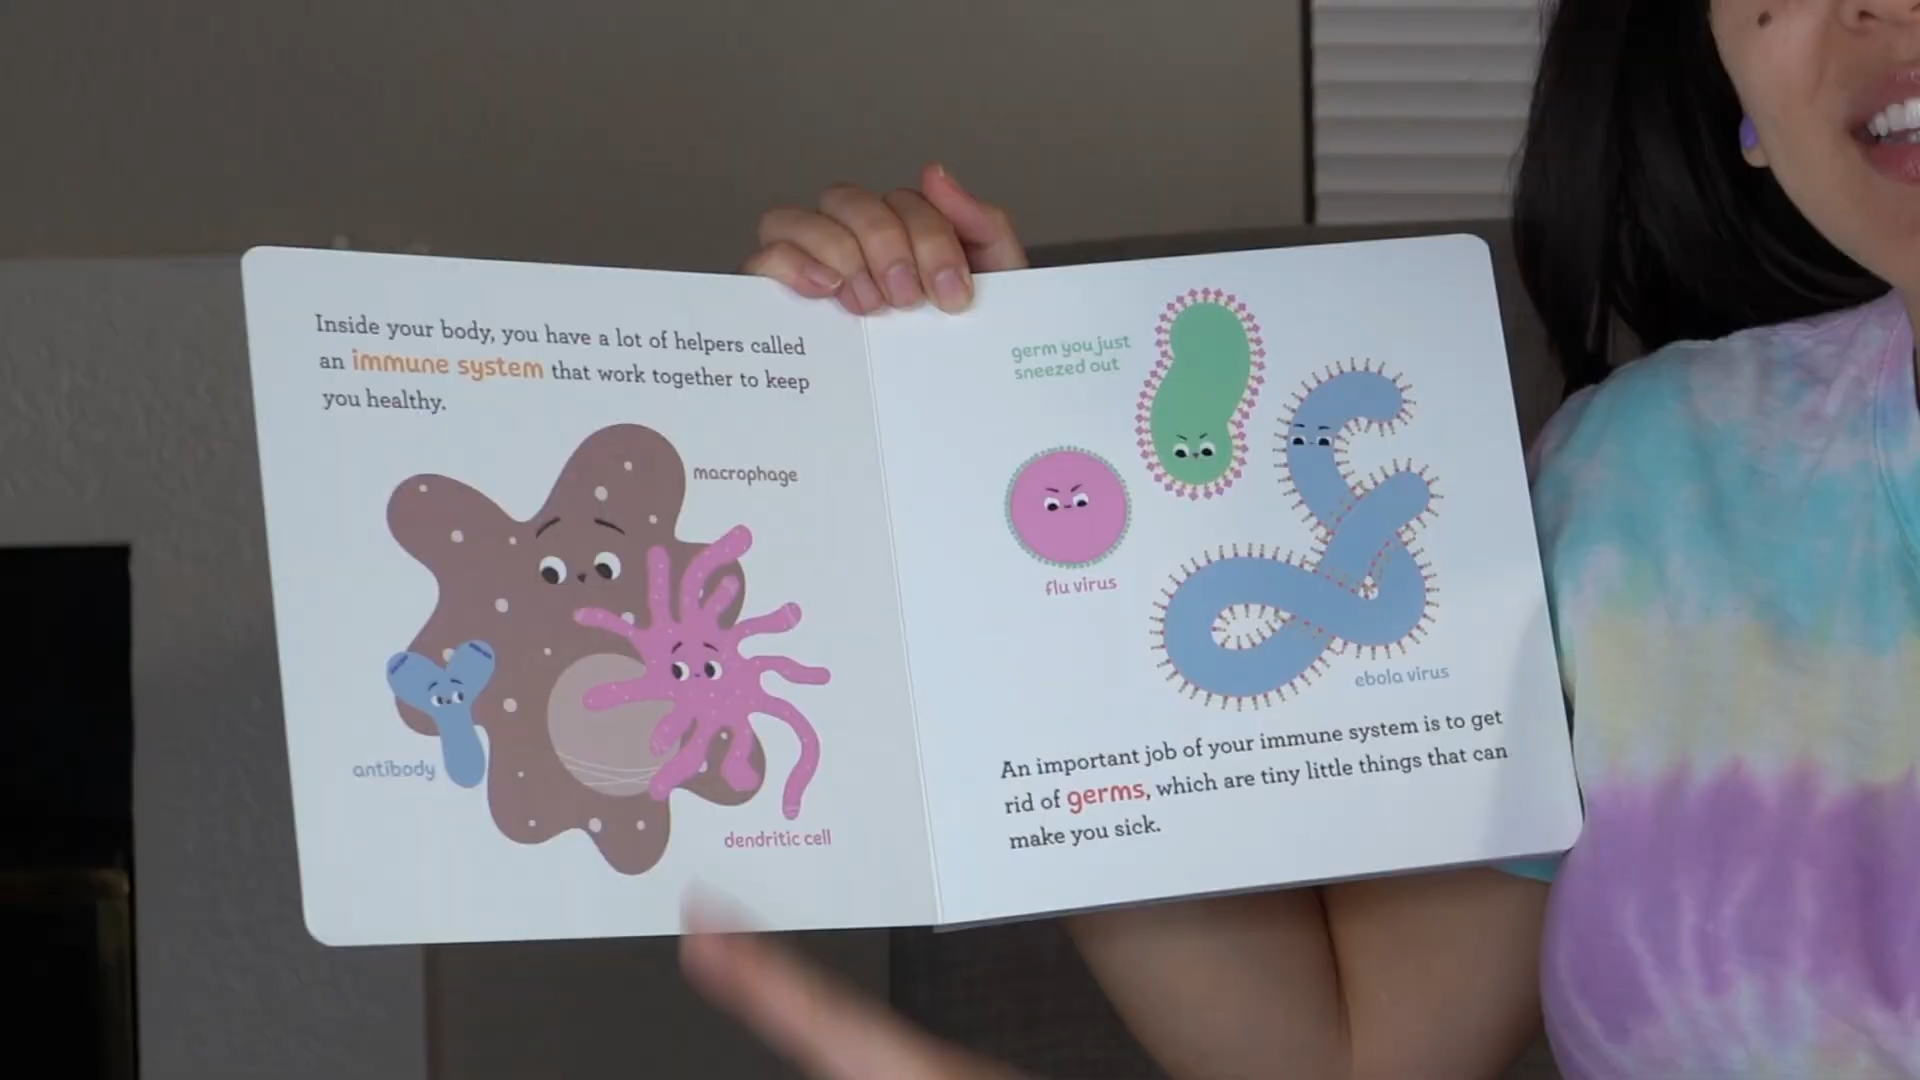 Inside your body, you have a lot of helpers called
an immune system that work together to keep
you healthy.
macrophage
antibody
dendritic cell
germ you just
sneezed out
flu virus
ebola virus
An important job of your immune system is to get
rid of germs, which are tiny little things that can
make you sick.